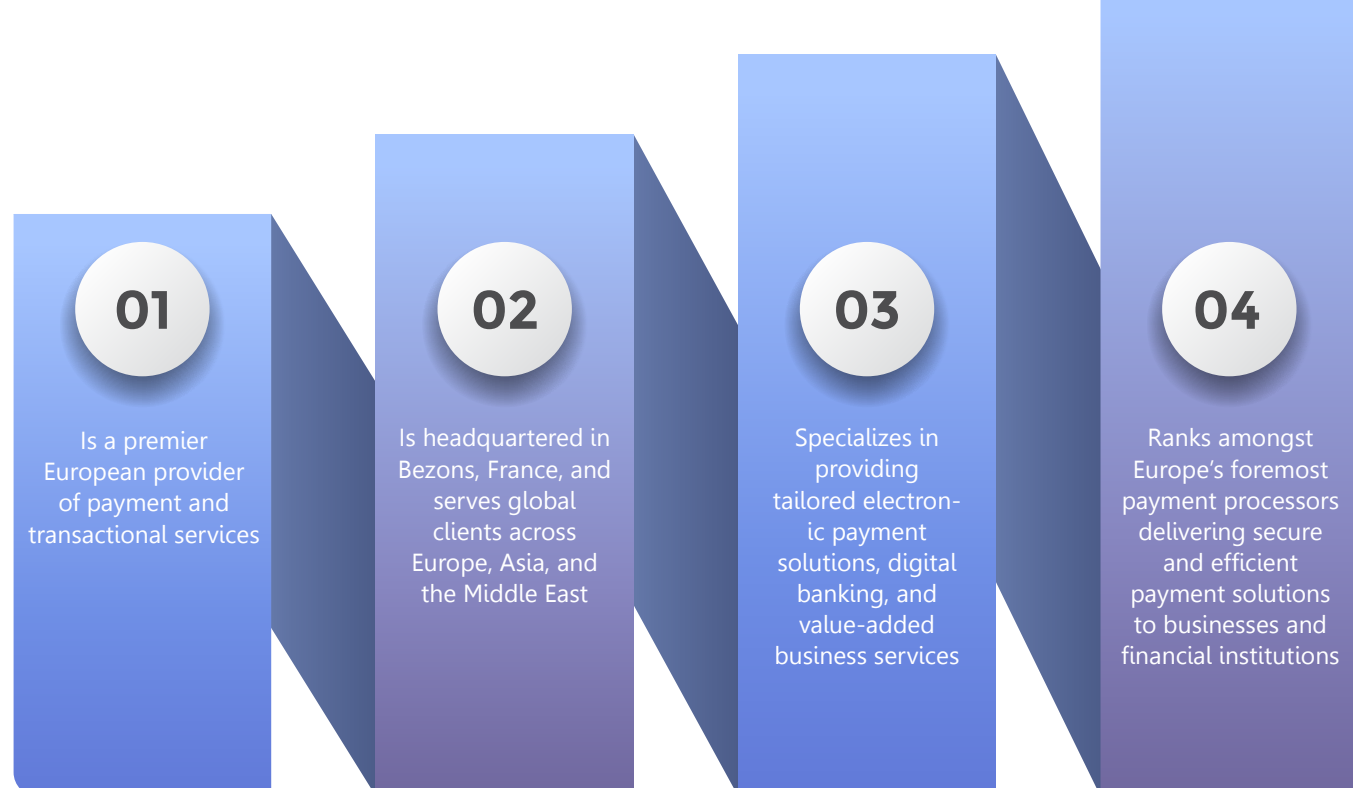 01
Is a premier
European provider
of payment and
transactional services
02
Is headquartered in
Bezons, France, and
serves global
clients across
Europe, Asia, and
the Middle East
03
Specializes in
providing
tailored electron-
ic payment
solutions, digital
banking, and
value-added
business services
04
Ranks amongst
Europe’s foremost
payment processors
delivering secure
and efficient
payment solutions
to businesses and
financial institutions